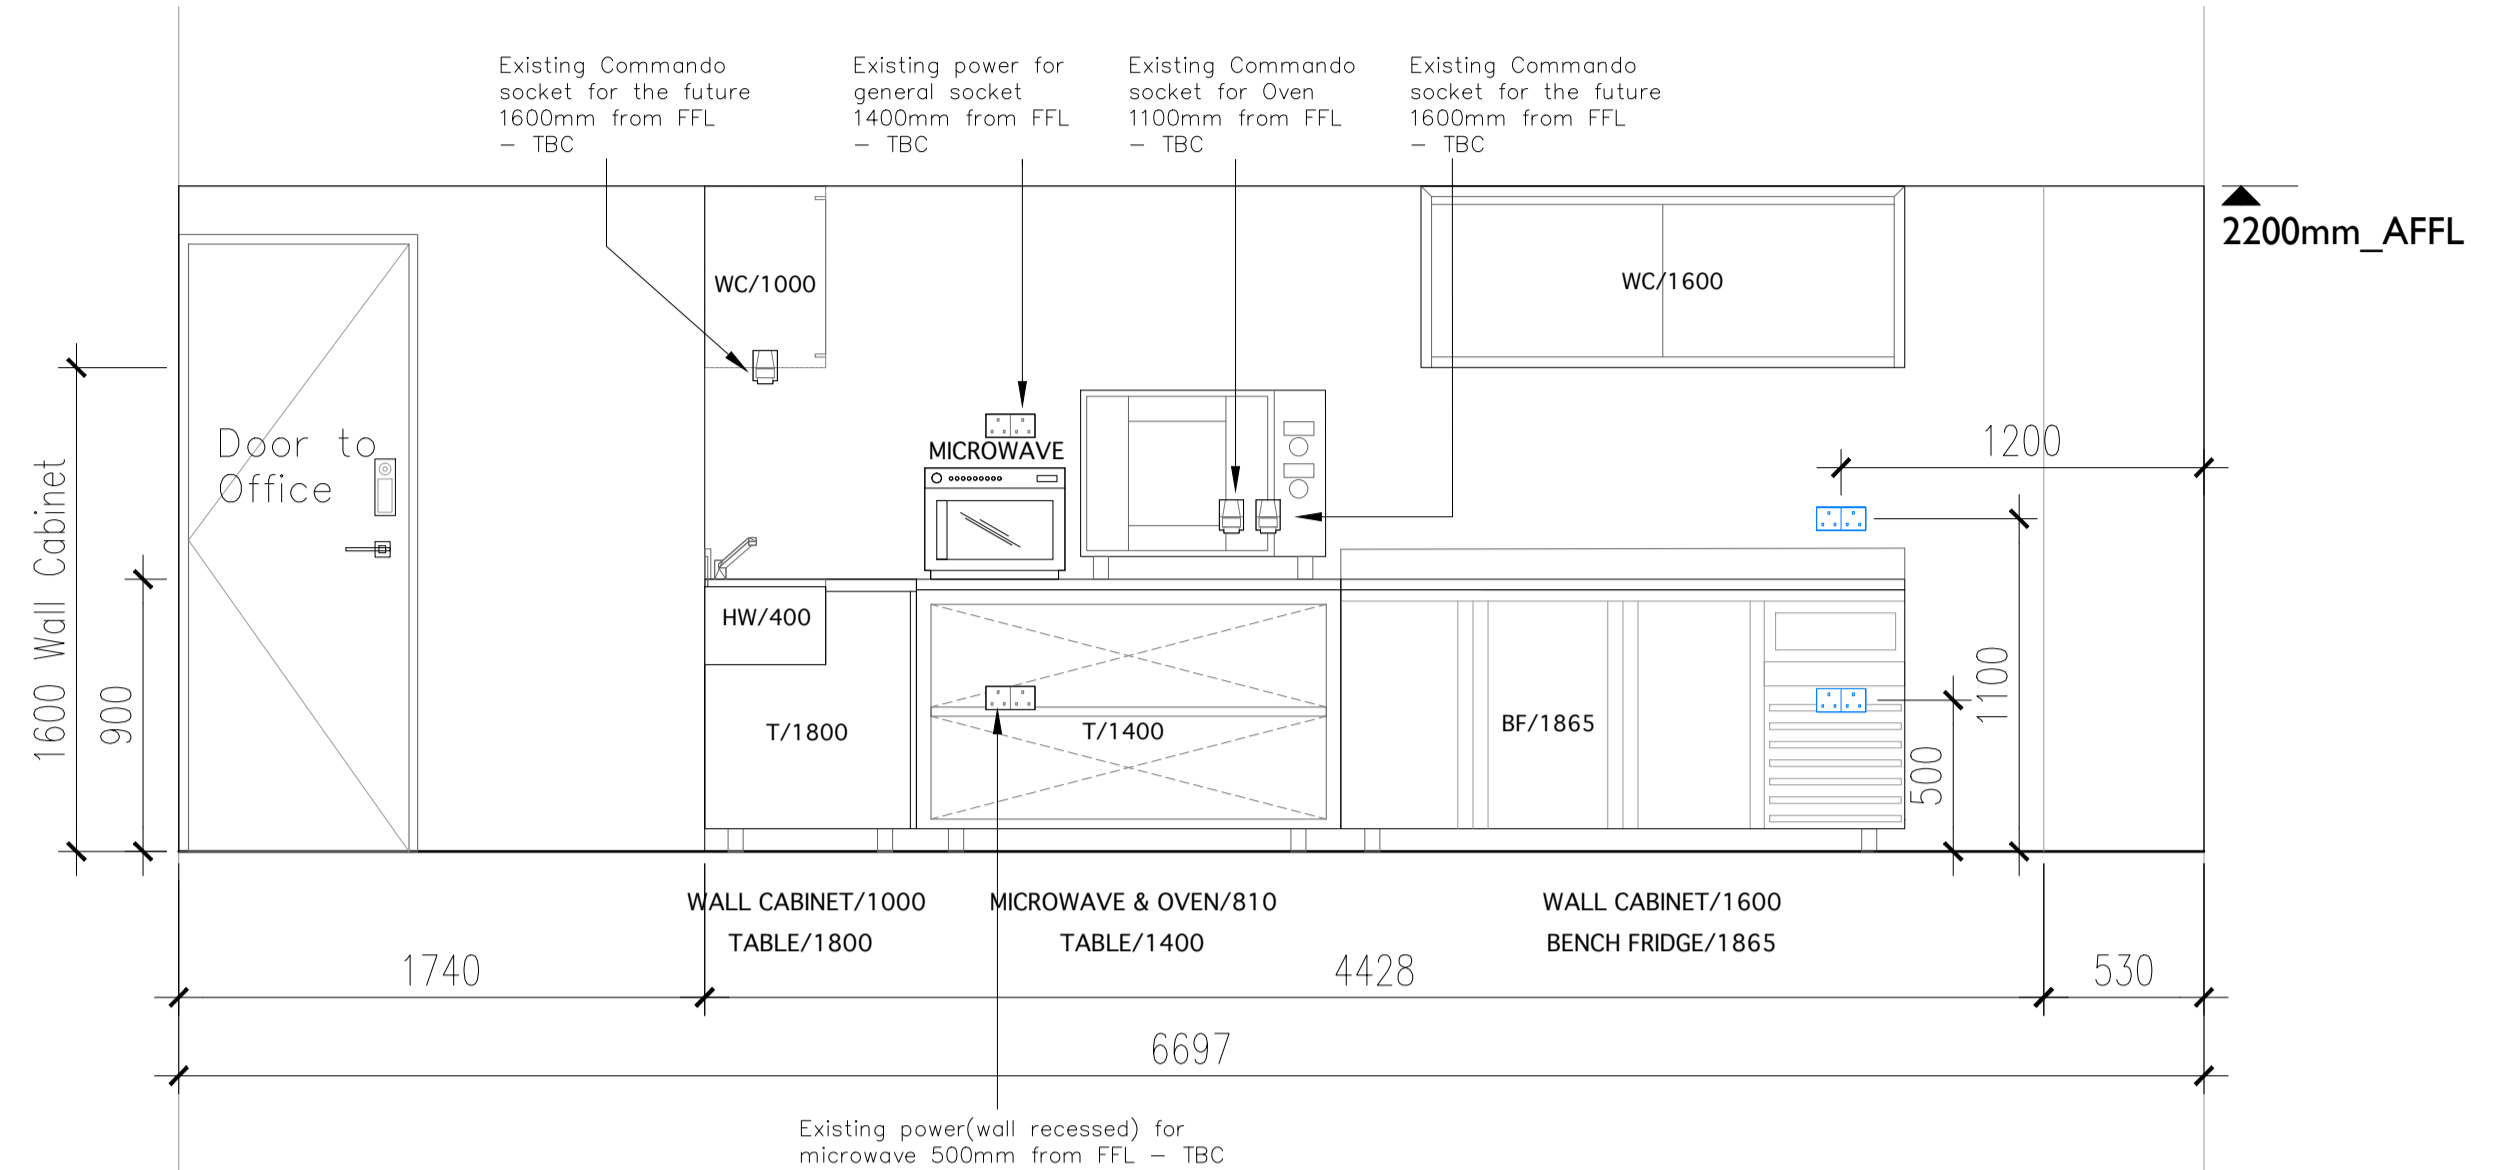 Existing Commando
socket for the future
1600mm from FFL
– TBC
Existing power for
general socket
1400mm from FFL
– TBC
Existing Commando
socket for Oven
1100mm from FFL
– TBC
Existing Commando
socket for the future
1600mm from FFL
– TBC
2200mm_AFFL
WC/1000
WC/1600
Door to
Office
MICROWAVE
1200
1600 Wall Cabinet
900
HW/400
T/1800
T/1400
BF/1865
500
1100
WALL CABINET/1000
TABLE/1800
MICROWAVE & OVEN/810
TABLE/1400
WALL CABINET/1600
BENCH FRIDGE/1865
1740
4428
530
6697
Existing power(wall recessed) for
microwave 500mm from FFL – TBC